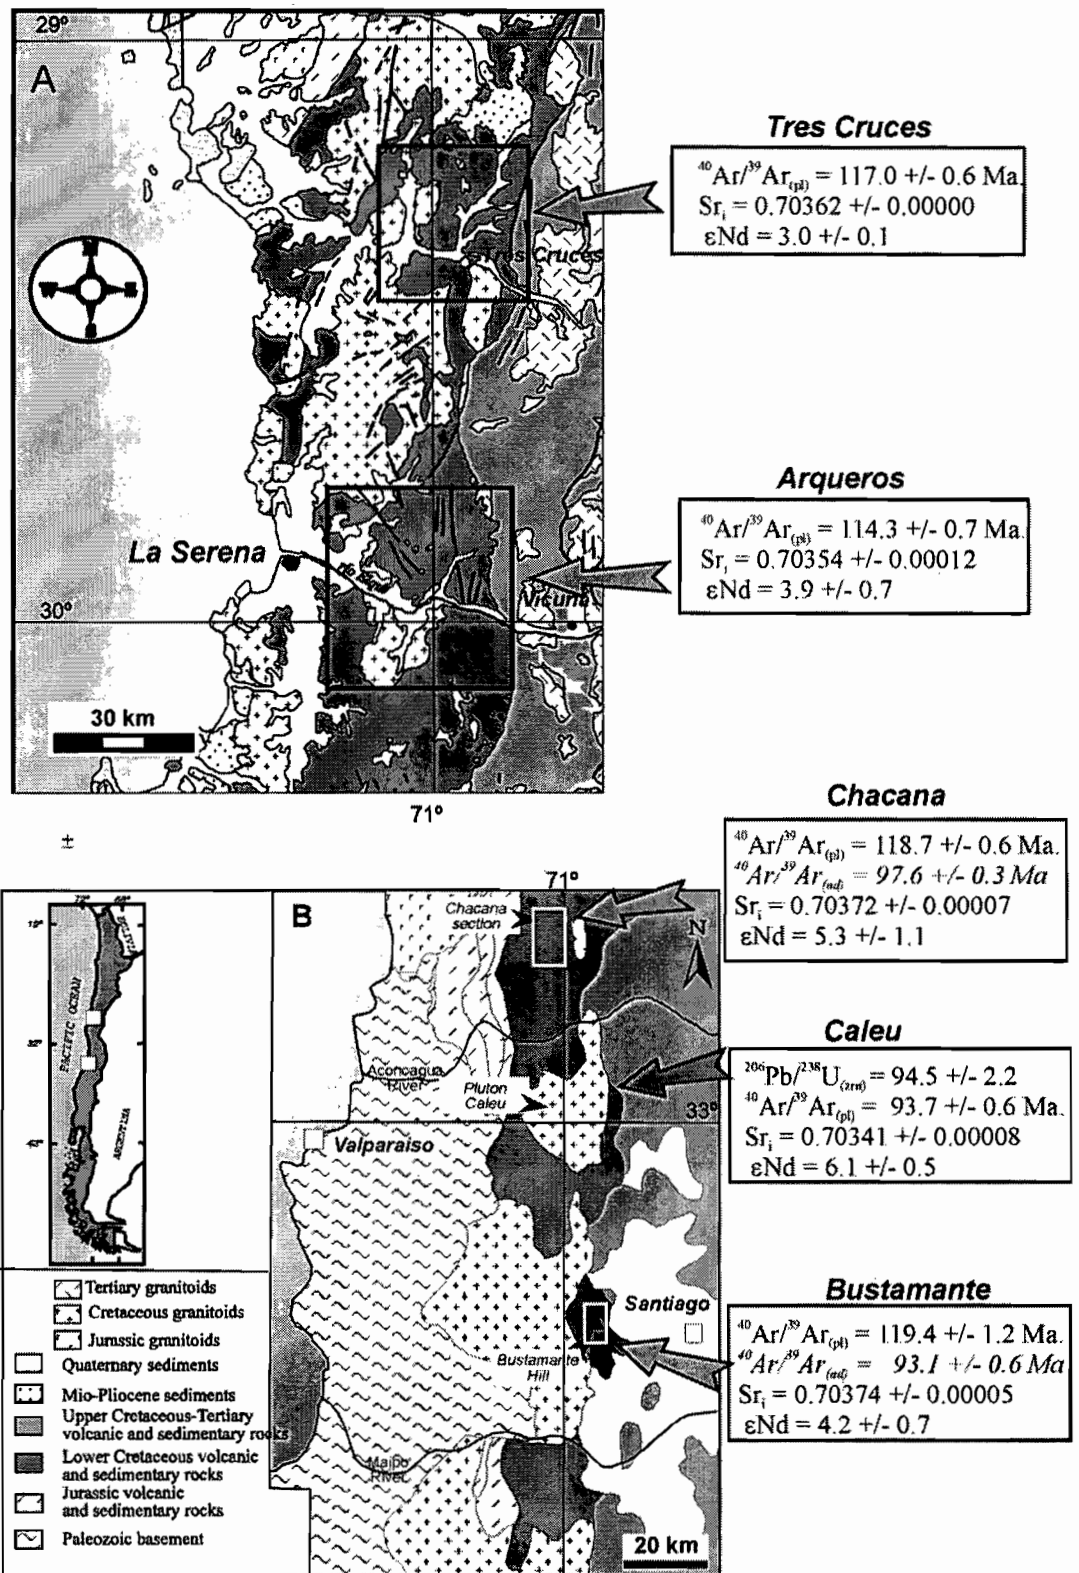 29º
A
N
W
E
S
Tres Cruces
⁴⁰Ar/³⁹Ar(pl) = 117.0 +/- 0.6 Ma.
Srᵢ = 0.70362 +/- 0.00000
εNd = 3.0 +/- 0.1
Tres Cruces
Arqueros
⁴⁰Ar/³⁹Ar(pl) = 114.3 +/- 0.7 Ma.
Srᵢ = 0.70354 +/- 0.00012
εNd = 3.9 +/- 0.7
La Serena
Vicuna
30º
30 km
71º
±
Chacana
⁴⁰Ar/³⁹Ar(pl) = 118.7 +/- 0.6 Ma.
⁴⁰Ar/³⁹Ar(ad) = 97.6 +/- 0.3 Ma
Srᵢ = 0.70372 +/- 0.00007
εNd = 5.3 +/- 1.1
71º
B
Chacana
section
N
PACIFIC OCEAN
ARGENTINA
Aconcagua
River
Pluton
Caleu
33º
Valparaiso
Caleu
²⁰⁶Pb/²³⁸U(zrn) = 94.5 +/- 2.2
⁴⁰Ar/³⁹Ar(pl) = 93.7 +/- 0.6 Ma.
Srᵢ = 0.70341 +/- 0.00008
εNd = 6.1 +/- 0.5
Santiago
Bustamante
Hill
Maipo
River
20 km
Bustamante
⁴⁰Ar/³⁹Ar(pl) = 119.4 +/- 1.2 Ma.
⁴⁰Ar/³⁹Ar(ad) = 93.1 +/- 0.6 Ma
Srᵢ = 0.70374 +/- 0.00005
εNd = 4.2 +/- 0.7
Tertiary granitoids
Cretaceous granitoids
Jurassic granitoids
Quaternary sediments
Mio-Pliocene sediments
Upper Cretaceous-Tertiary
volcanic and sedimentary rocks
Lower Cretaceous volcanic
and sedimentary rocks
Jurassic volcanic
and sedimentary rocks
Paleozoic basement